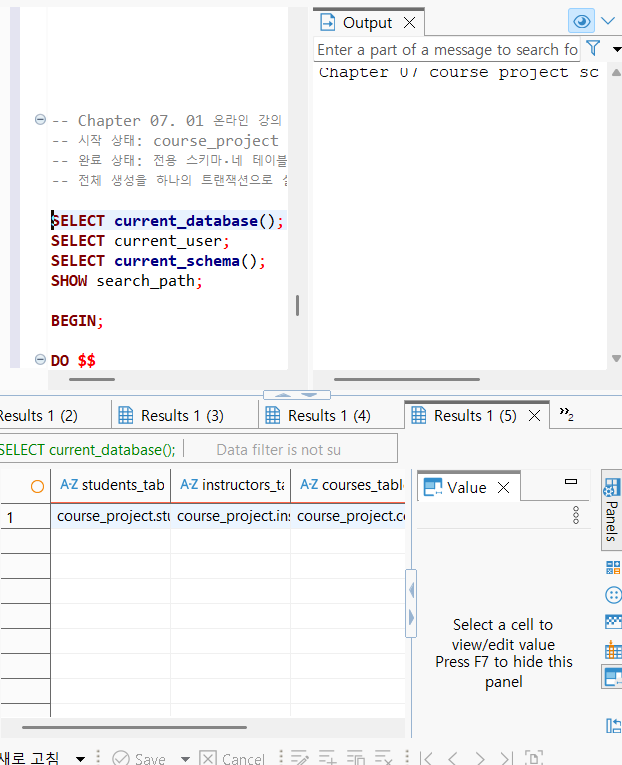 Output
Enter a part of a message to search fo
Chapter 07 course project sc
-- Chapter 07. 01 온라인 강의
-- 시작 상태: course_project
-- 완료 상태: 전용 스키마·네 테이블
-- 전체 생성을 하나의 트랜잭션으로
SELECT current_database();
SELECT current_user;
SELECT current_schema();
SHOW search_path;
BEGIN;
DO $$
Results 1 (2)
Results 1 (3)
Results 1 (4)
Results 1 (5)
»2
SELECT current_database();
Data filter is not su
A-Z students_tab
A-Z instructors_ta
A-Z courses_table
1
course_project.stu
course_project.ins
course_project.co
Value
Select a cell to
view/edit value
Press F7 to hide this
panel
Panels
새로 고침
Save
Cancel